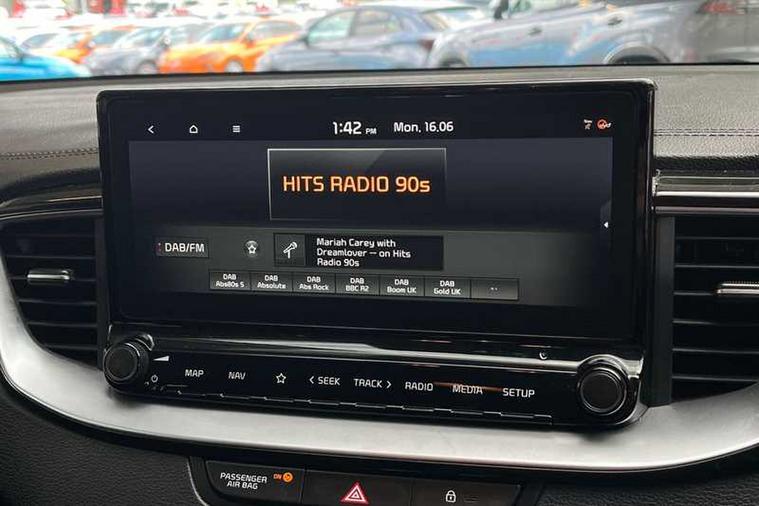 1:42 PM Mon, 16.06
HITS RADIO 90s
DAB/FM
Mariah Carey with
Dreamlover — on Hits
Radio 90s
DAB DAB DAB DAB DAB DAB
Abs80s S Absolute Abs Rock BBC R2 Boom UK Gold UK
MAP NAV < SEEK TRACK > RADIO MEDIA SETUP
PASSENGER ON
AIR BAG